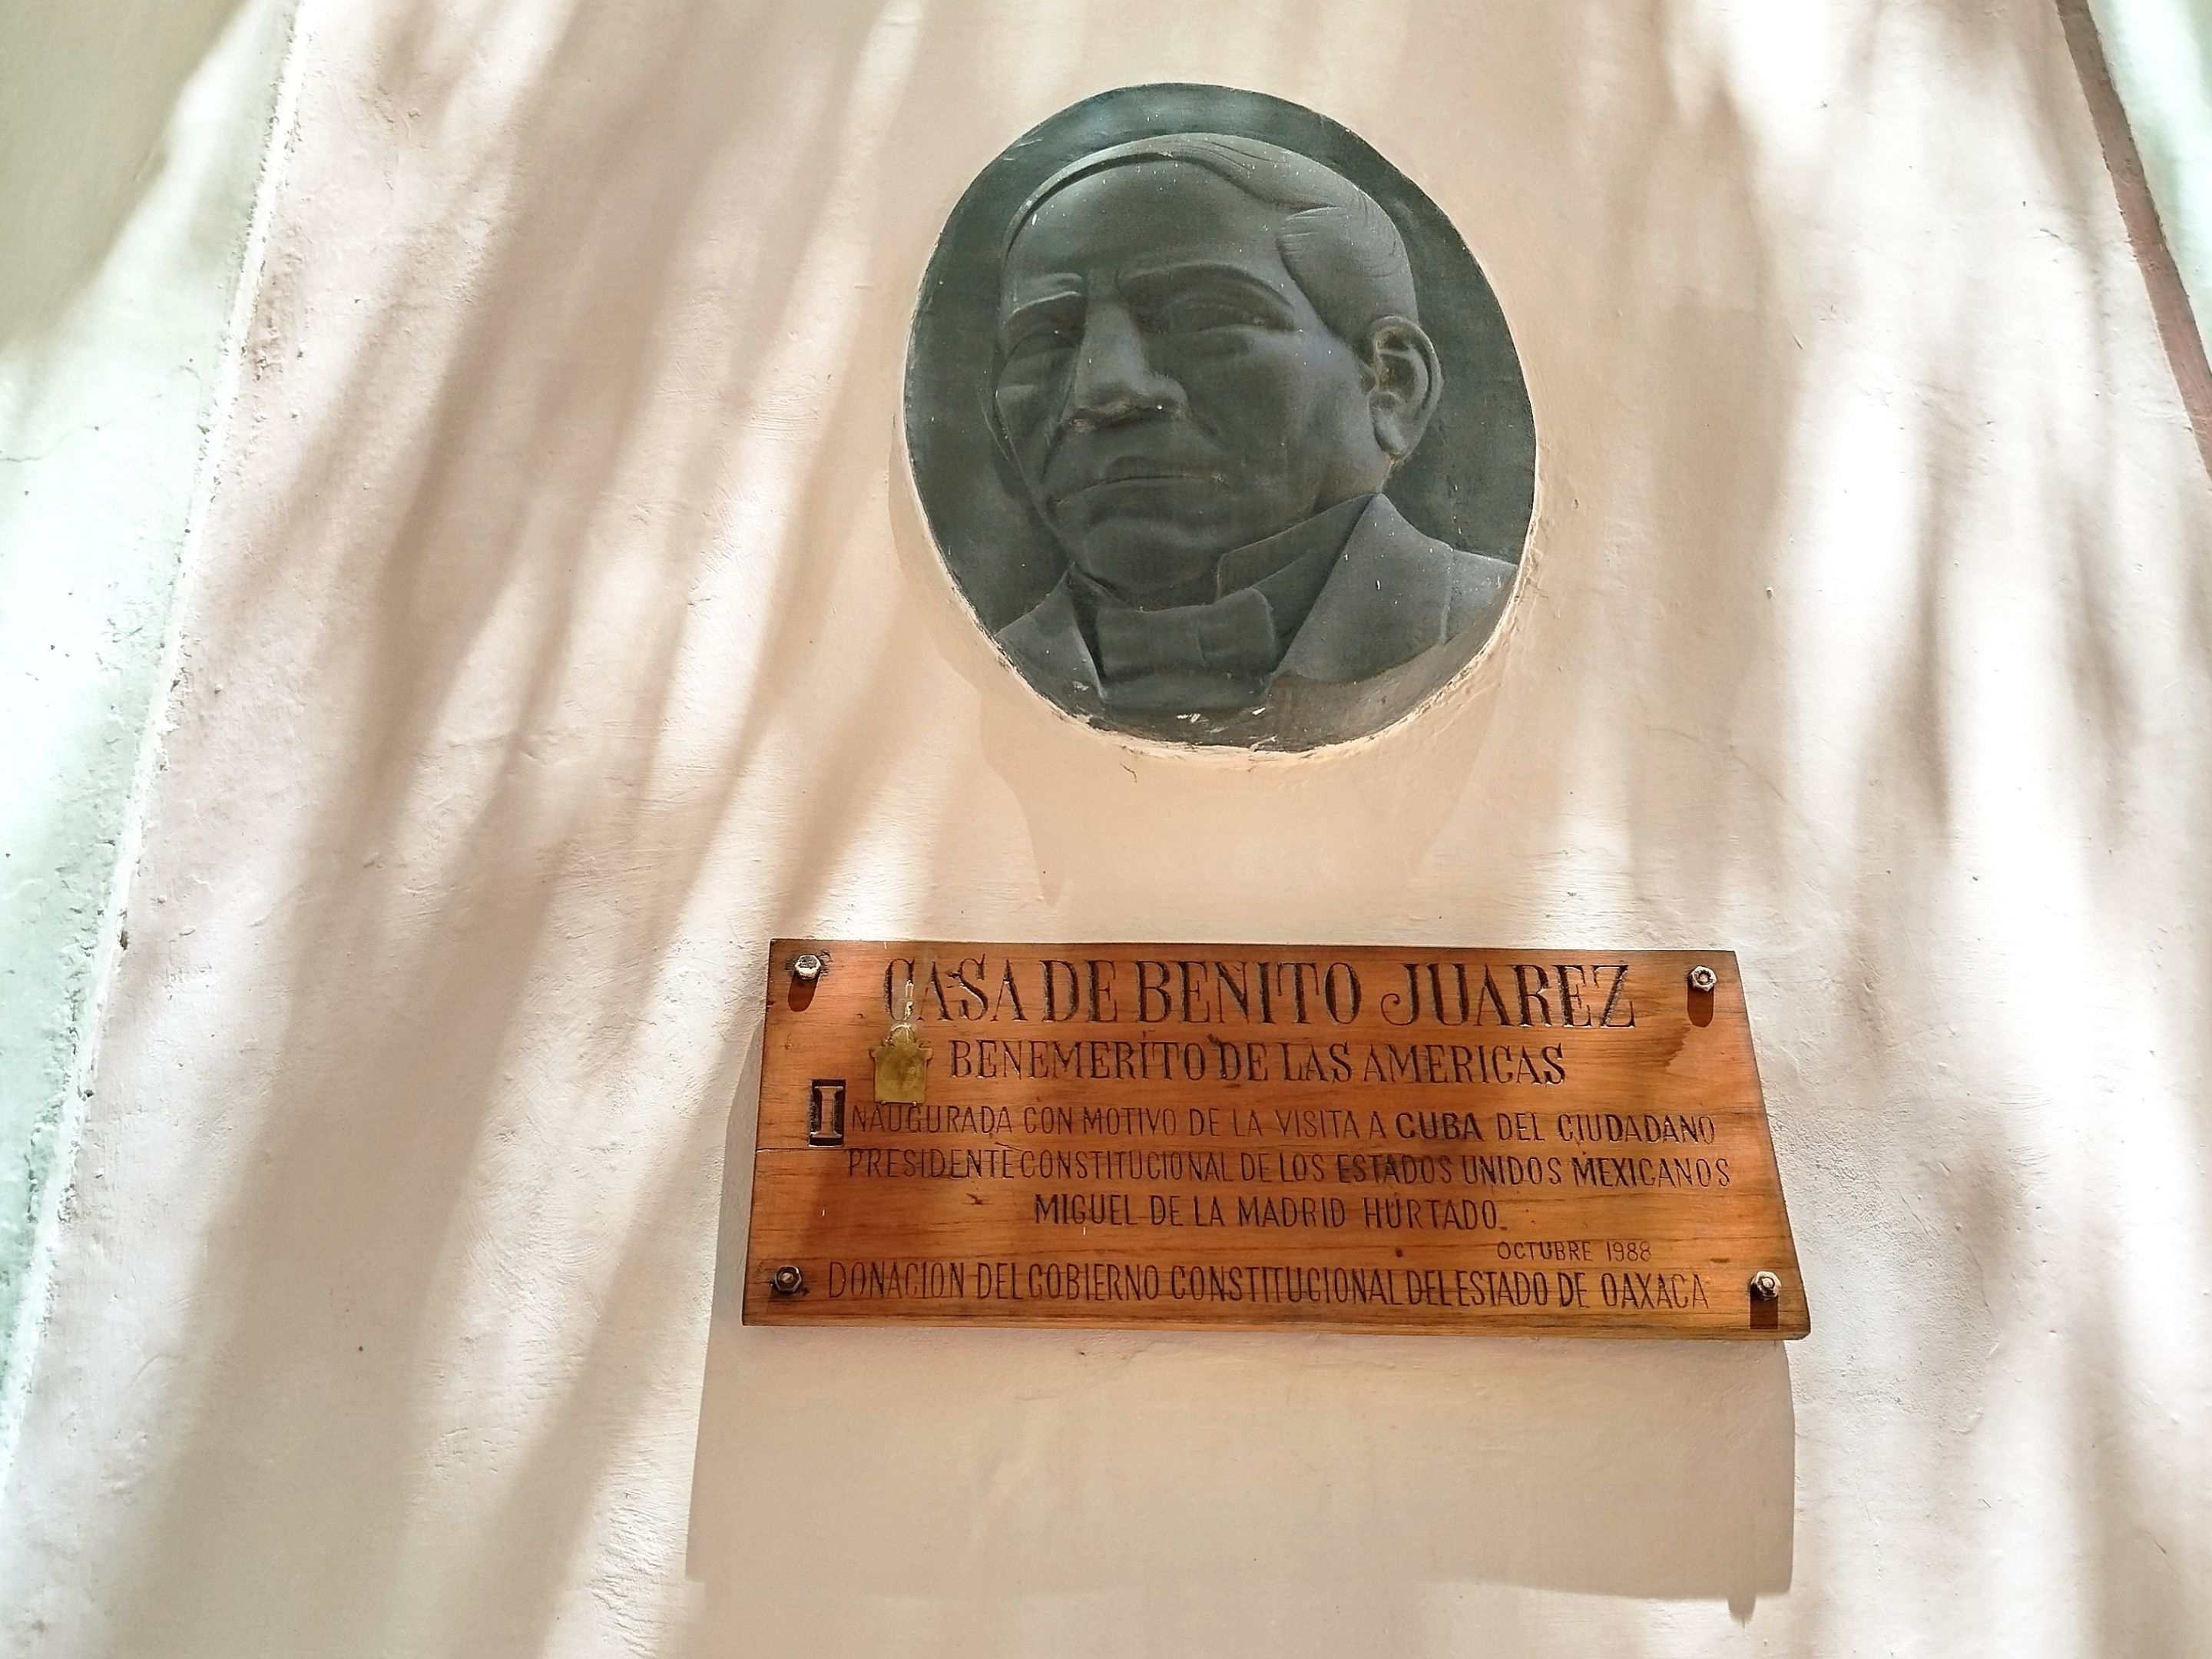 CASA DE BENITO JUAREZ
BENEMERITO DE LAS AMERICAS
INAUGURADA CON MOTIVO DE LA VISITA A CUBA DEL CIUDADANO
PRESIDENTE CONSTITUCIONAL DE LOS ESTADOS UNIDOS MEXICANOS
MIGUEL DE LA MADRID HURTADO.
OCTUBRE 1988
DONACION DEL GOBIERNO CONSTITUCIONAL DEL ESTADO DE OAXACA